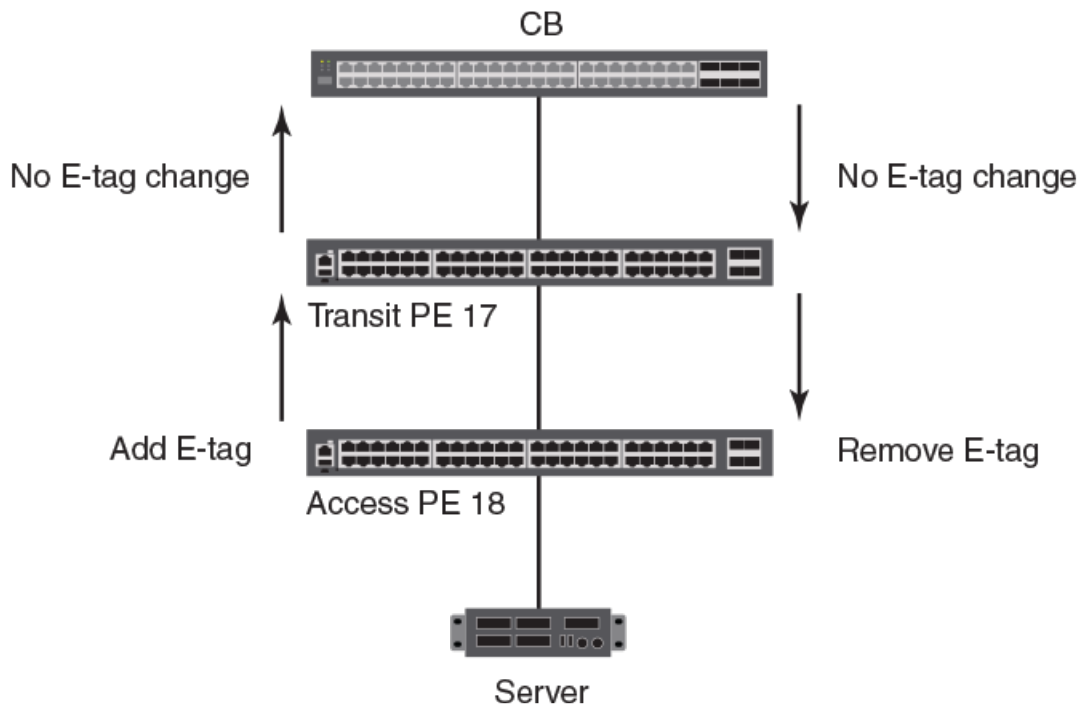 CB
No E-tag change
No E-tag change
Transit PE 17
Add E-tag
Remove E-tag
Access PE 18
Server